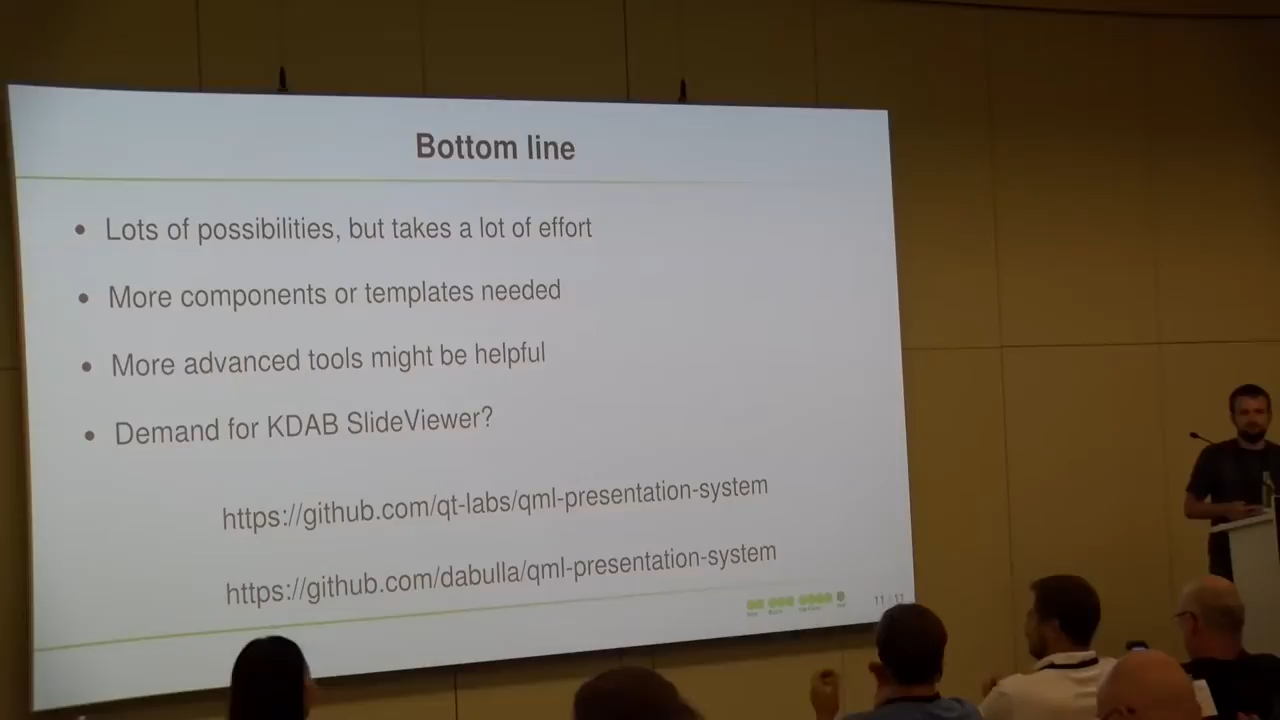 Bottom line
• Lots of possibilities, but takes a lot of effort
• More components or templates needed
• More advanced tools might be helpful
• Demand for KDAB SlideViewer?
https://github.com/qt-labs/qml-presentation-system
https://github.com/dabulla/qml-presentation-system
11